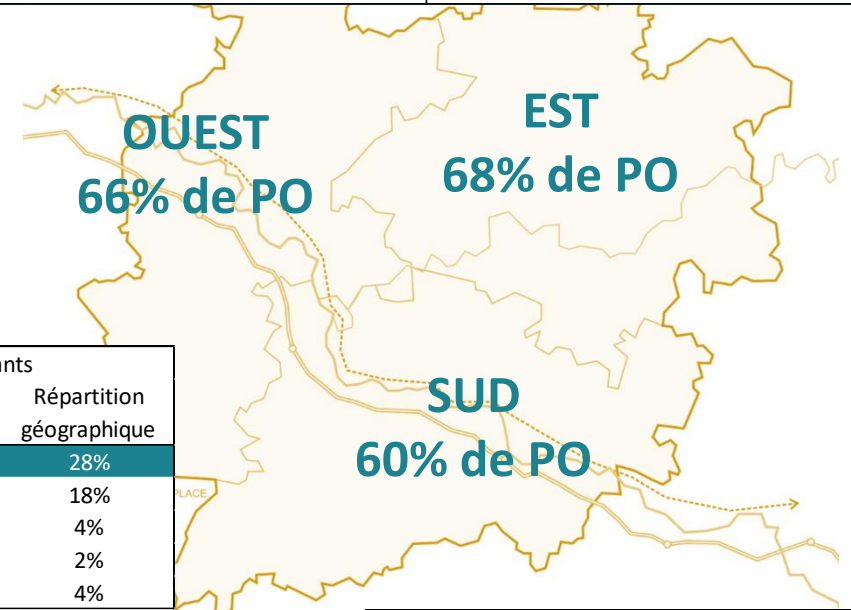 EST
OUEST
68% de PO
66% de PO
Répartition
géographique
28%
18%
4%
2%
4%
PLACE
SUD
60% de PO